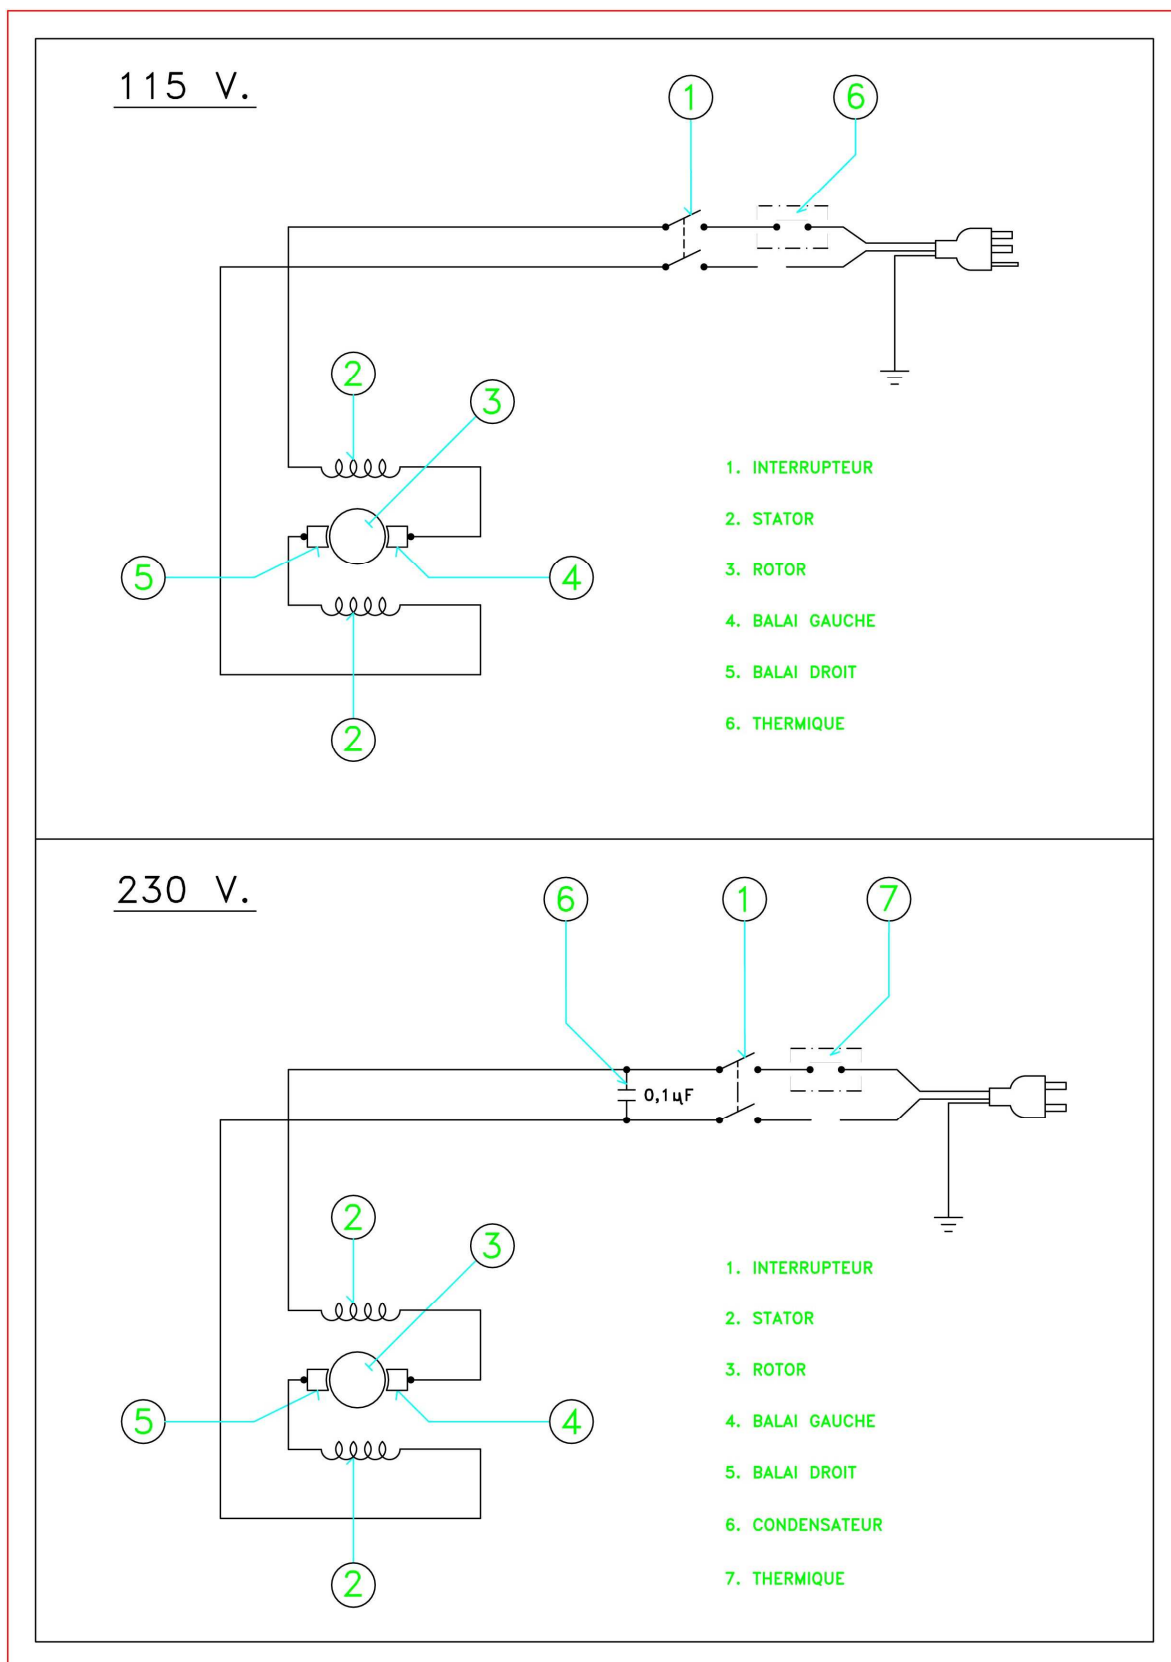 115 V.
1
6
2
3
5
4
2
1. INTERRUPTEUR
2. STATOR
3. ROTOR
4. BALAI GAUCHE
5. BALAI DROIT
6. THERMIQUE
230 V.
6
1
7
0,1µF
2
3
5
4
2
1. INTERRUPTEUR
2. STATOR
3. ROTOR
4. BALAI GAUCHE
5. BALAI DROIT
6. CONDENSATEUR
7. THERMIQUE